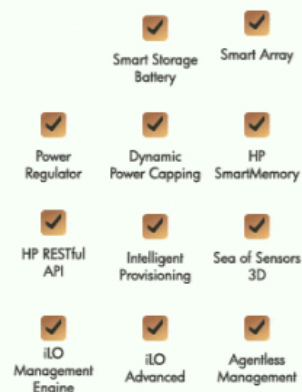 Smart Storage
Battery
Smart Array
Power
Regulator
Dynamic
Power Capping
HP
SmartMemory
HP RESTful
API
Intelligent
Provisioning
Sea of Sensors
3D
iLO
Management
Engine
iLO
Advanced
Agentless
Management